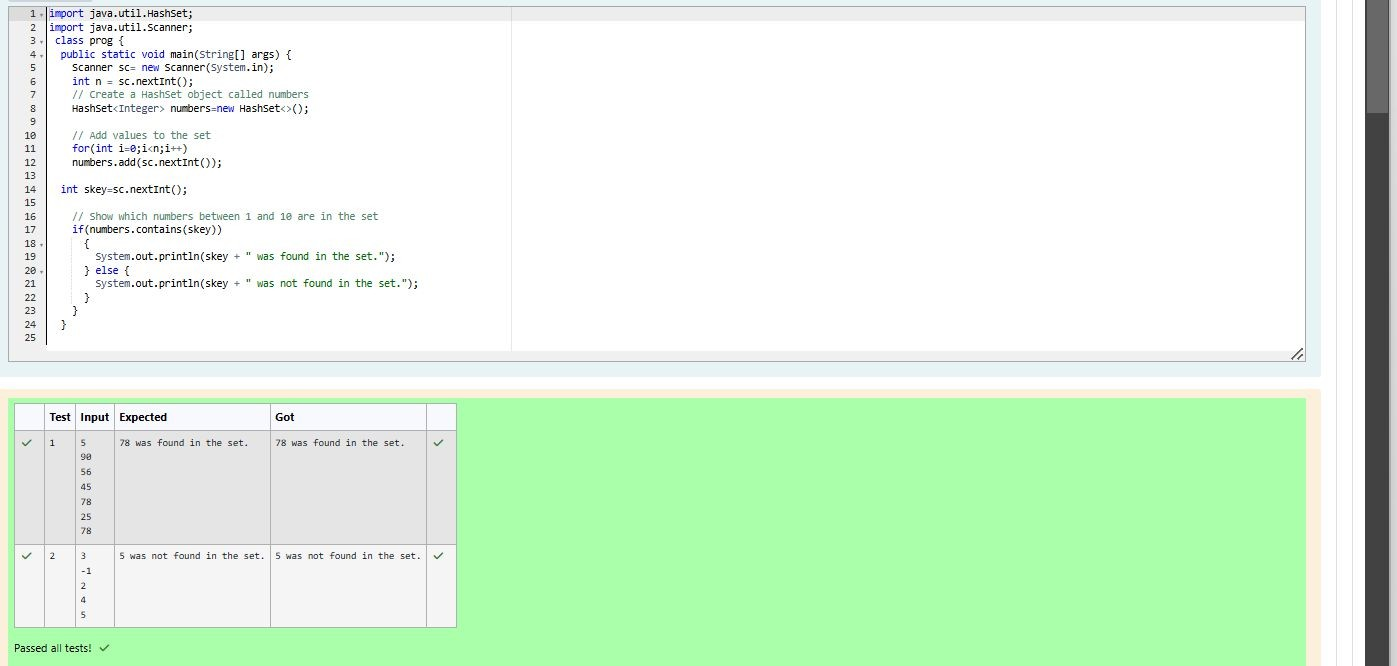 1 import java.util.HashSet;
2 import java.util.Scanner;
3 class prog {
4 public static void main(String[] args) {
5 Scanner sc= new Scanner(System.in);
6 int n = sc.nextInt();
7 // Create a HashSet object called numbers
8 HashSet<Integer> numbers=new HashSet<>();
9
10 // Add values to the set
11 for(int i=0;i<n;i++)
12 numbers.add(sc.nextInt());
13
14 int skey=sc.nextInt();
15
16 // Show which numbers between 1 and 10 are in the set
17 if(numbers.contains(skey))
18 {
19 System.out.println(skey + " was found in the set.");
20 } else {
21 System.out.println(skey + " was not found in the set.");
22 }
23 }
24 }
25
Test Input Expected Got
1 5 78 was found in the set. 78 was found in the set.
90
56
45
78
25
78
2 3 5 was not found in the set. 5 was not found in the set.
-1
2
4
5
Passed all tests!